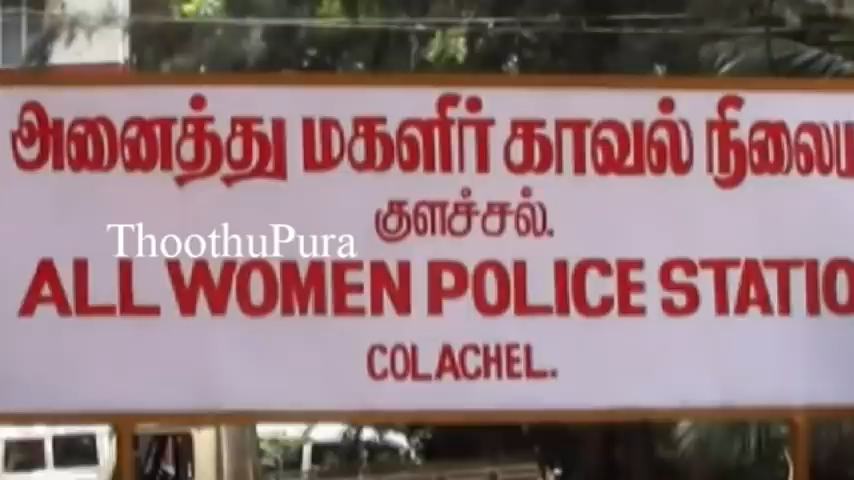 அனைத்து மகளிர் காவல் நிலைய
குளச்சல்.
ThoothuPura
ALL WOMEN POLICE STATIO
COLACHEL.